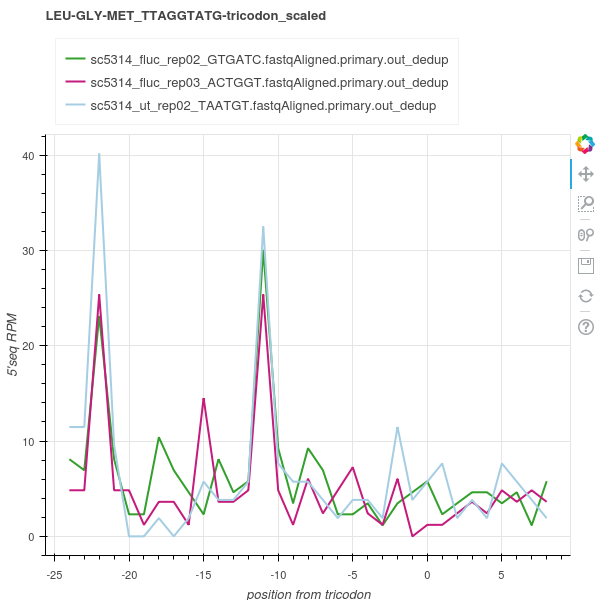 LEU-GLY-MET_TTAGGTATG-tricodon_scaled
sc5314_fluc_rep02_GTGATC.fastqAligned.primary.out_dedup
sc5314_fluc_rep03_ACTGGT.fastqAligned.primary.out_dedup
sc5314_ut_rep02_TAATGT.fastqAligned.primary.out_dedup
40
30
20
10
0
5'seq RPM
-25 -20 -15 -10 -5 0 5
position from tricodon